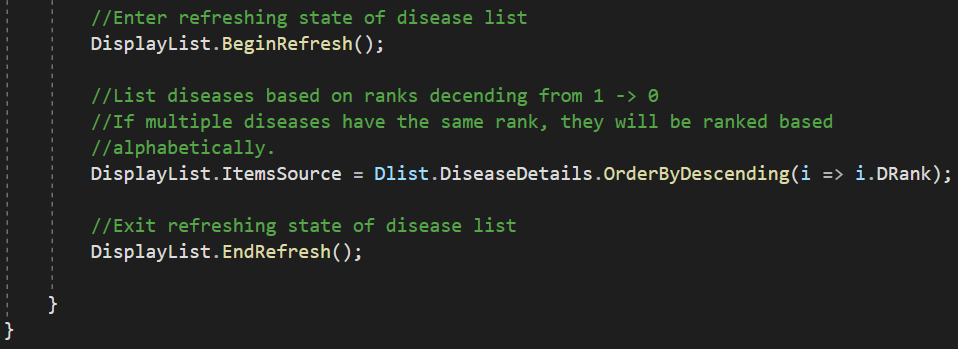 //Enter refreshing state of disease list
DisplayList.BeginRefresh();
//List diseases based on ranks decending from 1 -> 0
//If multiple diseases have the same rank, they will be ranked based
//alphabetically.
DisplayList.ItemsSource = Dlist.DiseaseDetails.OrderByDescending(i => i.DRank);
//Exit refreshing state of disease list
DisplayList.EndRefresh();
}
}